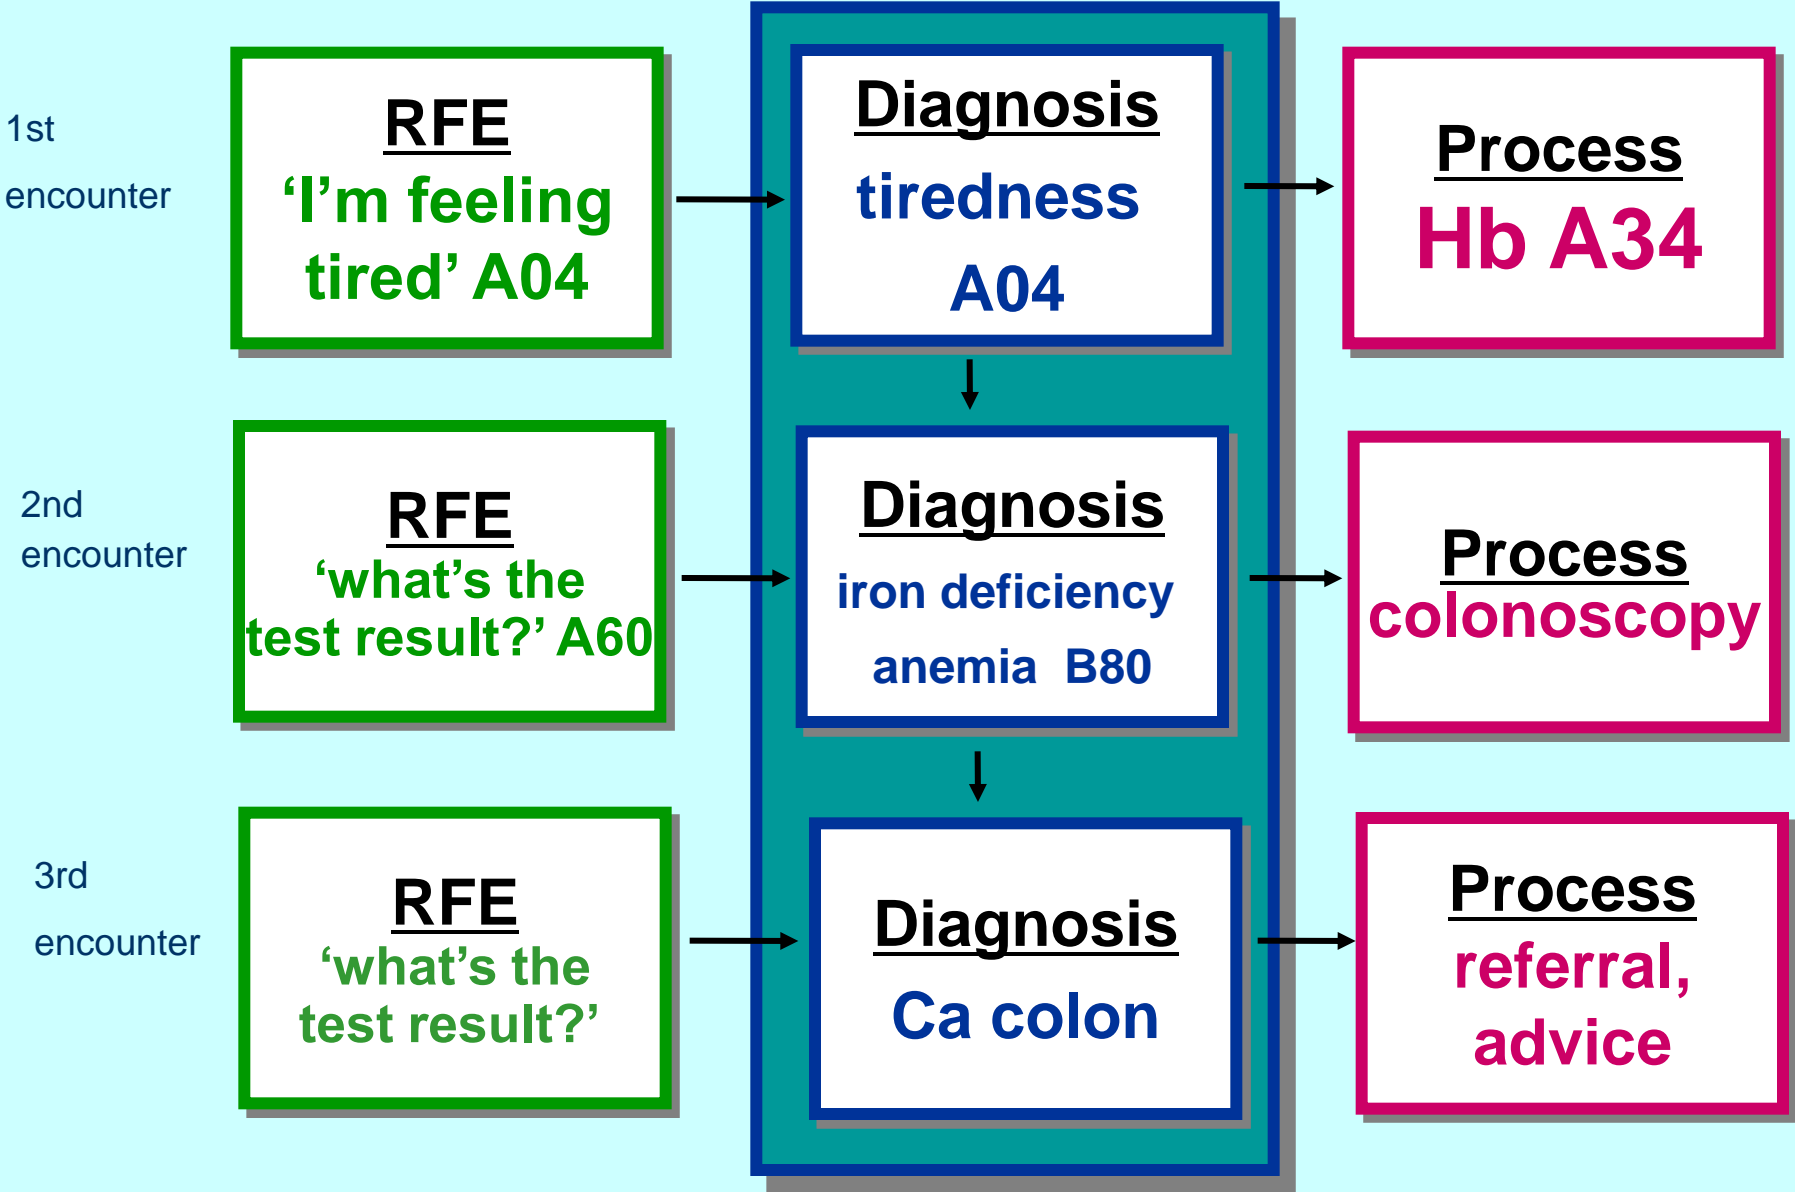 1st
encounter
RFE
‘I’m feeling
tired’ A04
Diagnosis
tiredness
A04
Process
Hb A34
2nd
encounter
RFE
‘what’s the
test result?’ A60
Diagnosis
iron deficiency
anemia  B80
Process
colonoscopy
3rd
encounter
RFE
‘what’s the
test result?’
Diagnosis
Ca colon
Process
referral,
advice